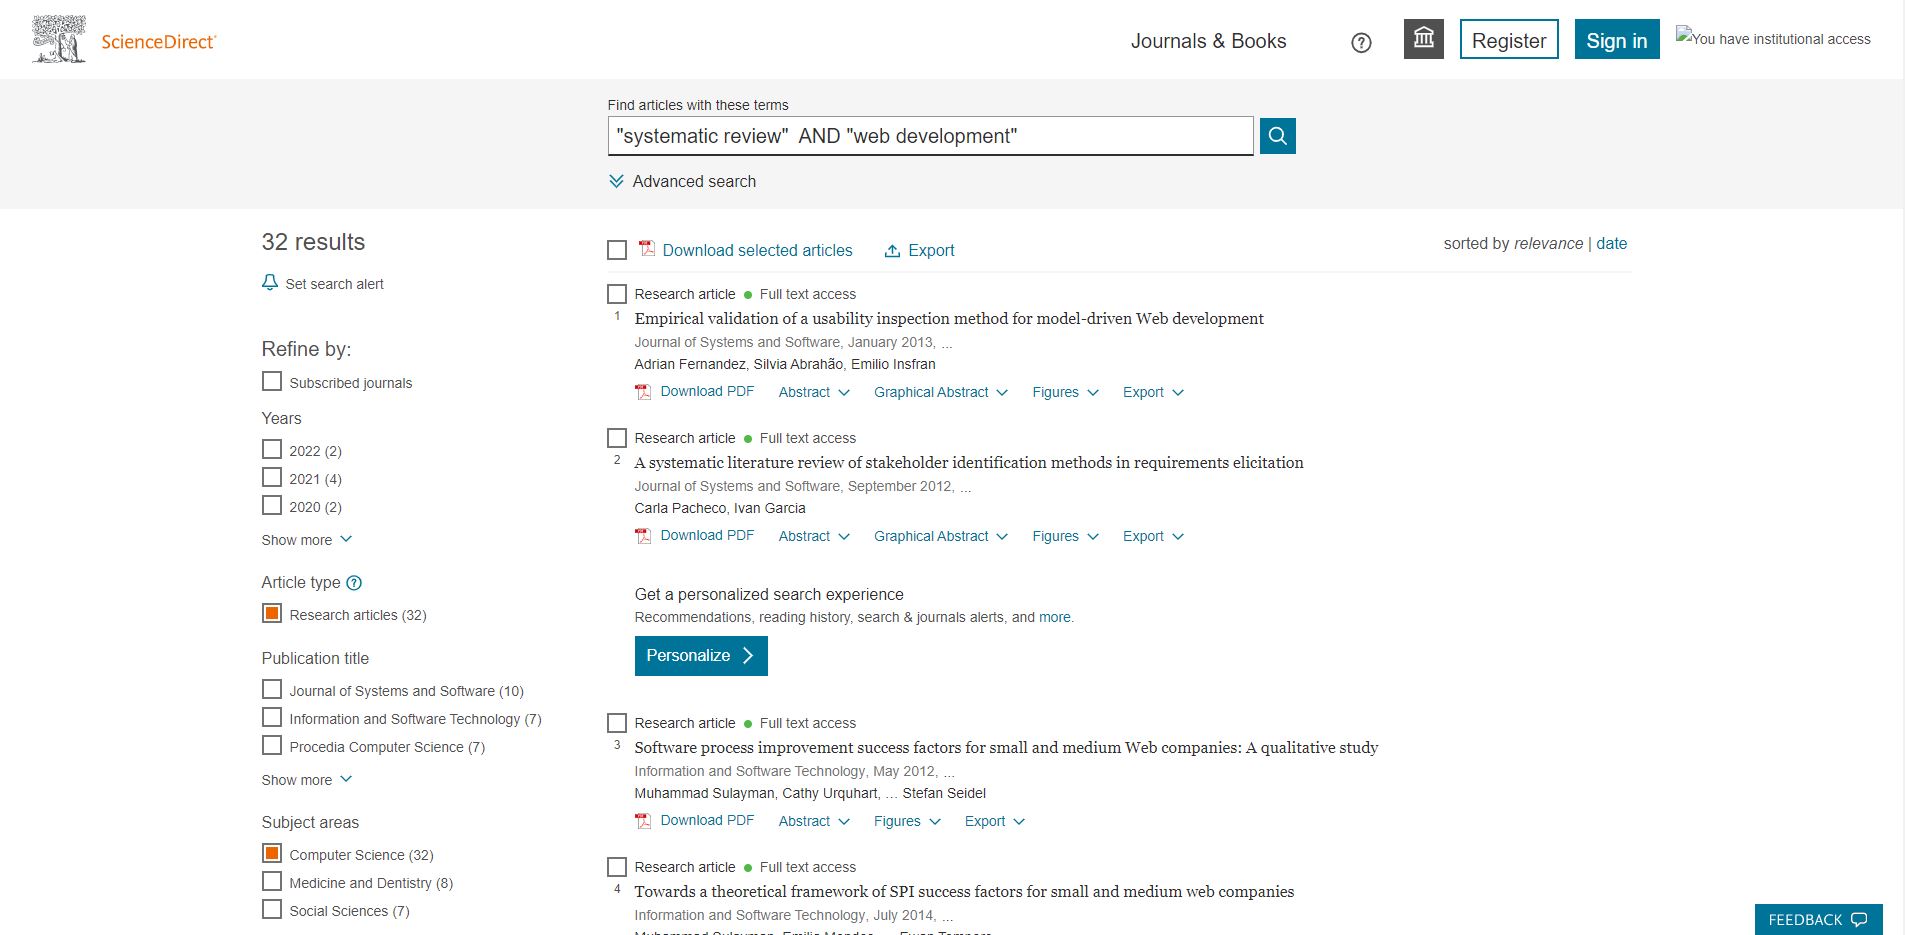 ScienceDirect
Journals & Books
Register
Sign in
You have institutional access
Find articles with these terms
"systematic review"  AND "web development"
Advanced search
32 results
Set search alert
Refine by:
Subscribed journals
Years
2022 (2)
2021 (4)
2020 (2)
Show more
Article type
Research articles (32)
Publication title
Journal of Systems and Software (10)
Information and Software Technology (7)
Procedia Computer Science (7)
Show more
Subject areas
Computer Science (32)
Medicine and Dentistry (8)
Social Sciences (7)
Download selected articles Export
sorted by relevance | date
Research article Full text access
1 Empirical validation of a usability inspection method for model-driven Web development
Journal of Systems and Software, January 2013, ...
Adrian Fernandez, Silvia Abrahão, Emilio Insfran
Download PDF Abstract Graphical Abstract Figures Export
Research article Full text access
2 A systematic literature review of stakeholder identification methods in requirements elicitation
Journal of Systems and Software, September 2012, ...
Carla Pacheco, Ivan Garcia
Download PDF Abstract Graphical Abstract Figures Export
Get a personalized search experience
Recommendations, reading history, search & journals alerts, and more.
Personalize
Research article Full text access
3 Software process improvement success factors for small and medium Web companies: A qualitative study
Information and Software Technology, May 2012, ...
Muhammad Sulayman, Cathy Urquhart, ... Stefan Seidel
Download PDF Abstract Figures Export
Research article Full text access
4 Towards a theoretical framework of SPI success factors for small and medium web companies
Information and Software Technology, July 2014, ...
Muhammad Sulayman, Emilia Mendes, ... Ewan Tempero
FEEDBACK